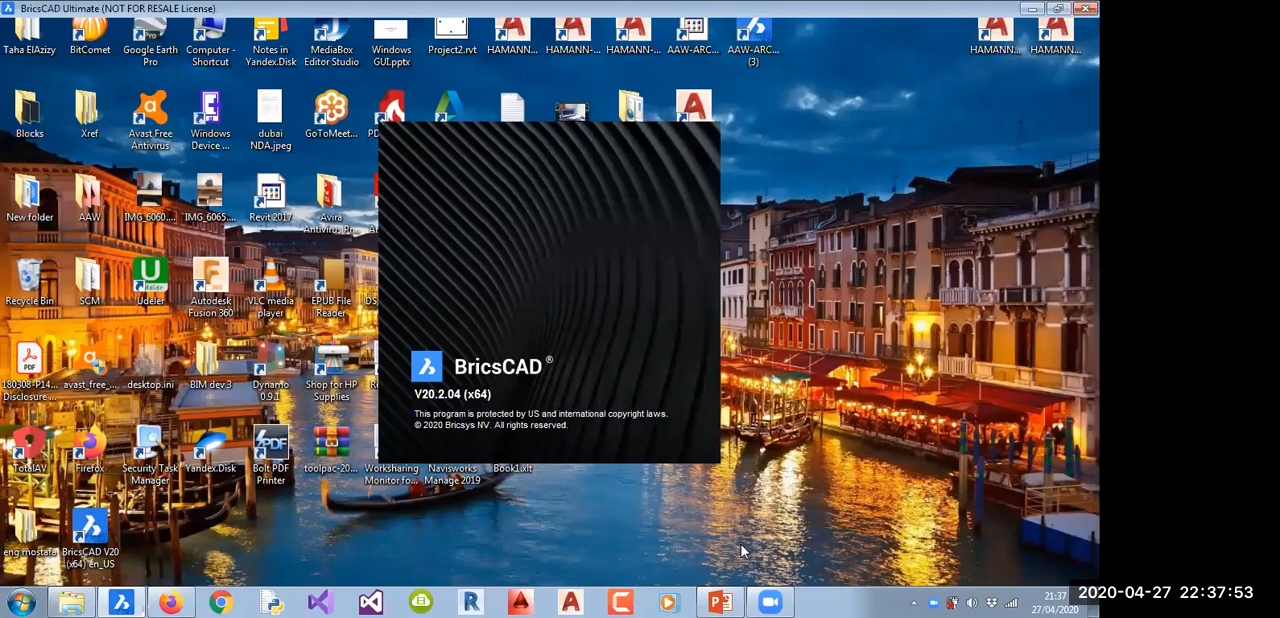 BricsCAD Ultimate (NOT FOR RESALE License)
Taha ElAzizy
BitComet
Google Earth
Pro
Computer -
Shortcut
Notes in
Yandex.Disk
MediaBox
Editor Studio
Windows
GUI.pptx
Project2.rvt
HAMANN...
HAMANN-...
HAMANN-...
AAW-ARC...
AAW-ARC...
(3)
HAMANN...
HAMANN...
Blocks
Xref
Avast Free
Antivirus
Windows
Device ...
dubai
NDA.jpeg
GoToMeet...
New folder
AAW
IMG_6060....
IMG_6065....
Revit 2017
Avira
Antivirus Pr...
Recycle Bin
SCM
Udeler
Autodesk
Fusion 360
VLC media
player
EPUB File
Reader
180308-P14...
Disclosure ...
avast_free_...
desktop.ini
BIM dev 3
Dynamo
0.9.1
Shop for HP
Supplies
TotalAV
Firefox
Security Task
Manager
Yandex.Disk
Bolt PDF
Printer
toolpac-20...
Worksharing
Monitor fo...
Navisworks
Manage 2019
Book1.xlt
eng mostafa
BricsCAD V20
(x64) en_US
BricsCAD®
V20.2.04 (x64)
This program is protected by US and international copyright laws.
© 2020 Bricsys NV. All rights reserved.
21:37
27/04/2020
2020-04-27 22:37:53